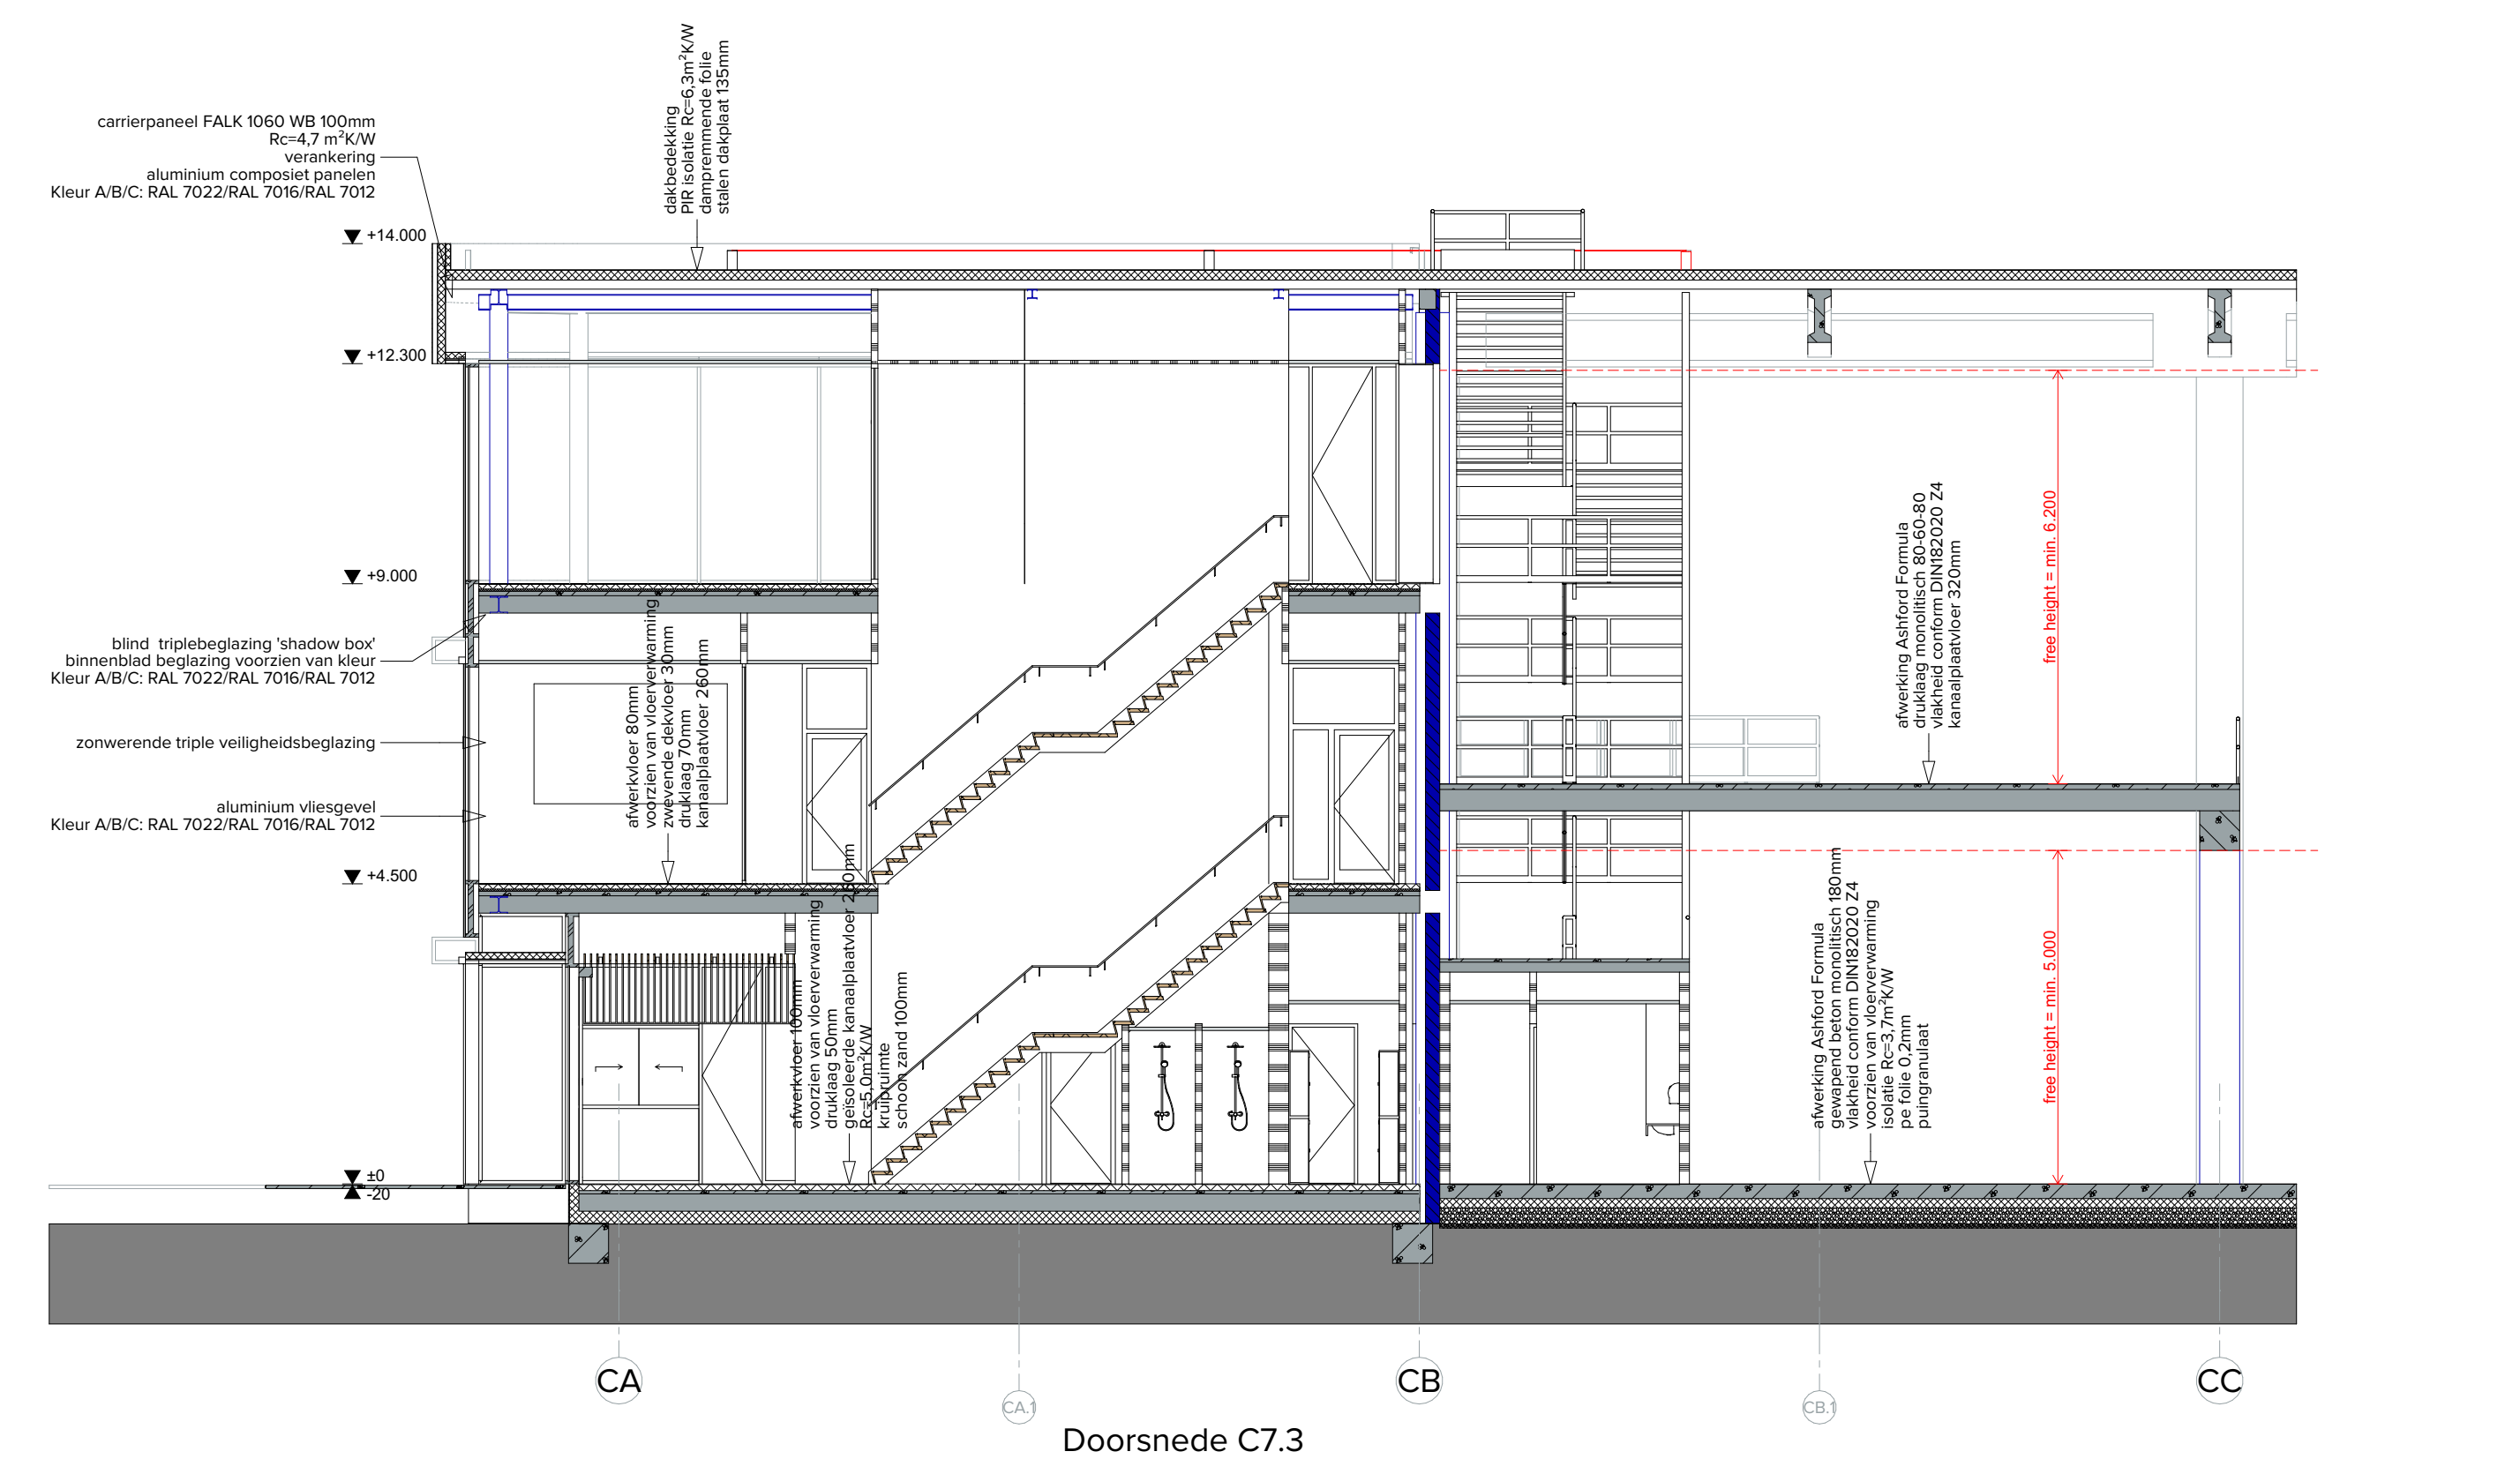 dakbedekking
PIR isolatie Rc=6,3m²K/W
dampremmende folie
stalen dakplaat 135mm
carrierpaneel FALK 1060 WB 100mm
Rc=4,7 m²K/W
verankering
aluminium composiet panelen
Kleur A/B/C: RAL 7022/RAL 7016/RAL 7012
+14.000
+12.300
+9.000
blind triplebeglazing 'shadow box'
binnenblad beglazing voorzien van kleur
Kleur A/B/C: RAL 7022/RAL 7016/RAL 7012
zonwerende triple veiligheidsbeglazing
aluminium vliesgevel
Kleur A/B/C: RAL 7022/RAL 7016/RAL 7012
+4.500
±0
-20
afwerkvloer 80mm
voorzien van vloerverwarming
zwevende dekvloer 30mm
druklaag 70mm
kanaalplaatvloer 260mm
afwerkvloer 100mm
voorzien van vloerverwarming
druklaag 50mm
geïsoleerde kanaalplaatvloer 260mm
Rc=5,0m²K/W
kruipruimte
schoon zand 100mm
afwerking Ashford Formula
druklaag monolitisch 80-60-80
vlakheid conform DIN182020 Z4
kanaalplaatvloer 320mm
free height = min. 6.200
afwerking Ashford Formula
gewapend beton monolitisch 180mm
vlakheid conform DIN182020 Z4
voorzien van vloerverwarming
isolatie Rc=3,7m²K/W
pe folie 0,2mm
puingranulaat
free height = min. 5.000
CA
CA.1
CB
CB.1
CC
Doorsnede C7.3